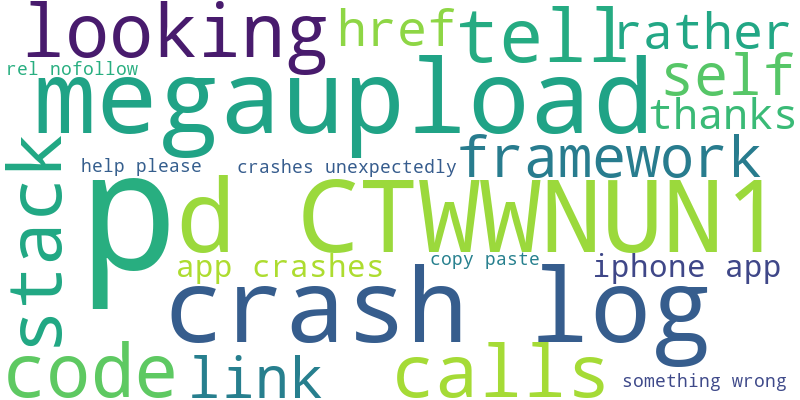 looking
href
tell
rather
rel nofollow
megaupload
self
thanks
stack
help please
crashes unexpectedly
framework
p
d CTWWNUN1
app crashes
copy paste
iphone app
crash log
code
link
calls
something wrong